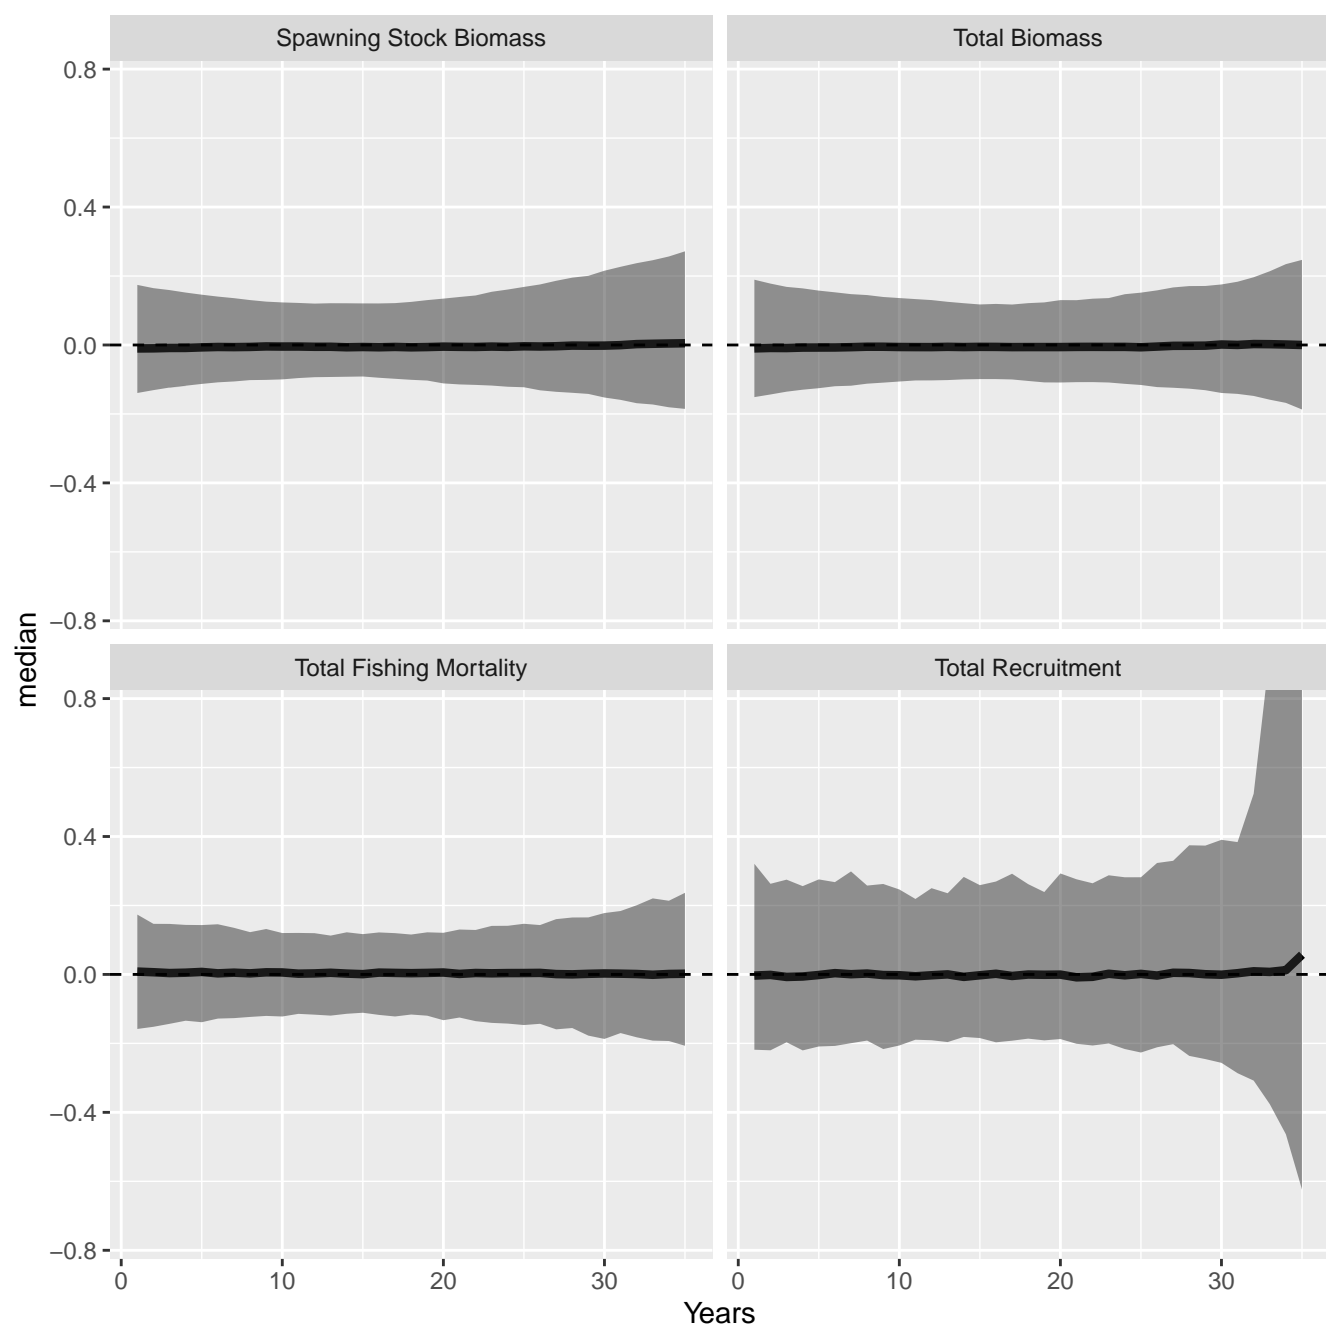 Spawning Stock Biomass
Total Biomass
0.8
0.4
0.0
−0.4
−0.8
median
Total Fishing Mortality
Total Recruitment
0.8
0.4
0.0
−0.4
−0.8
0 10 20 30
0 10 20 30
Years